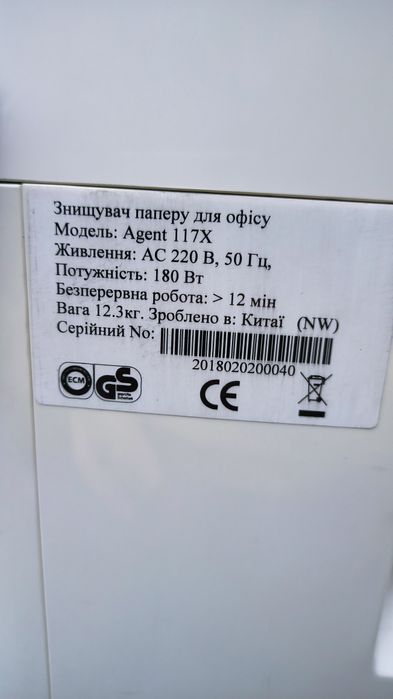 Знищувач паперу для офісу
Модель: Agent 117X
Живлення: AC 220 В, 50 Гц,
Потужність: 180 Вт
Безперервна робота: > 12 мін
Вага 12.3кг. Зроблено в: Китаї (NW)
Серійний No:
2018020200040
ECM
GS
CE